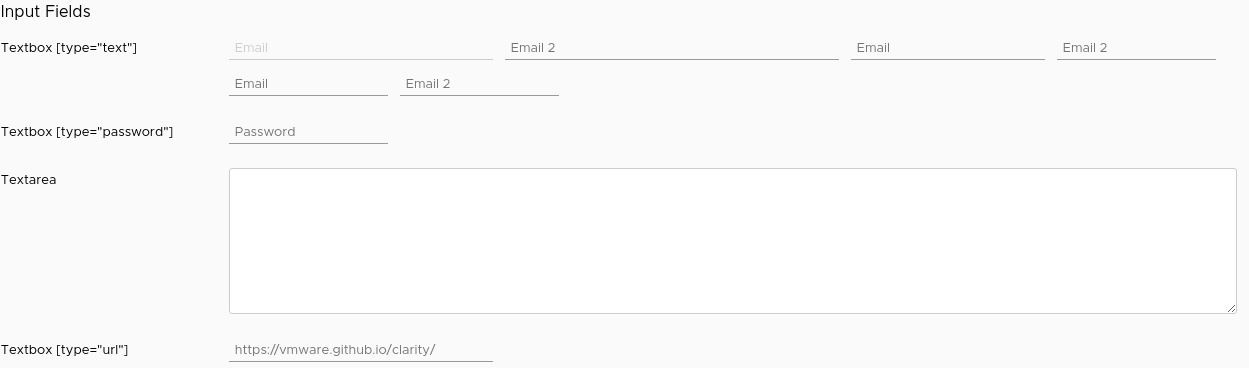 Input Fields
Textbox [type="text"] Email Email 2 Email Email 2
Email Email 2
Textbox [type="password"] Password
Textarea
Textbox [type="url"] https://vmware.github.io/clarity/